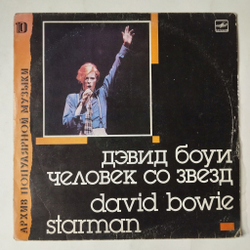 10
АРХИВ ПОПУЛЯРНОЙ МУЗЫКИ
дэвид боуи
человек со звезд
david bowie
starman